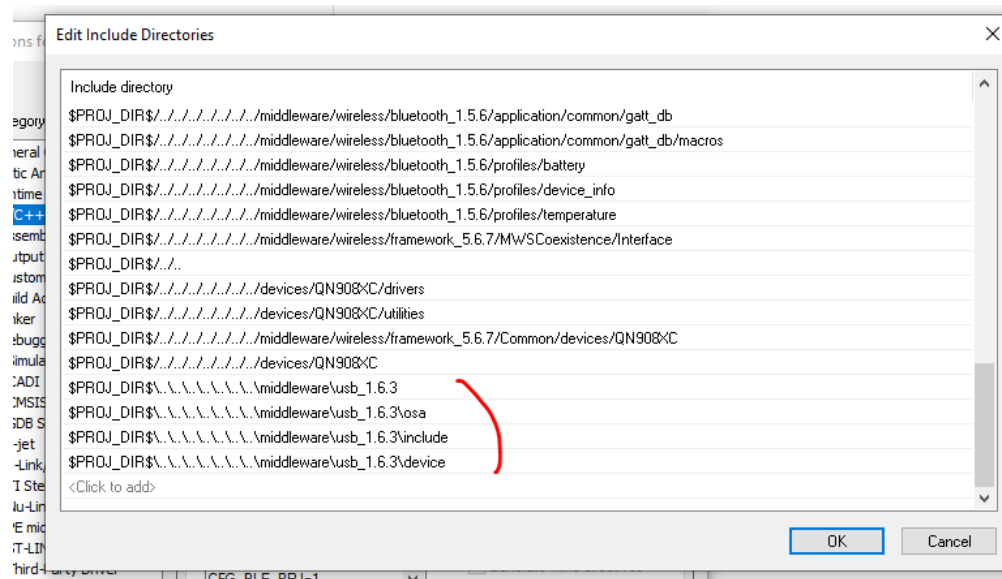 Edit Include Directories
Include directory
$PROJ_DIR$/../../../../../../../middleware/wireless/bluetooth_1.5.6/application/common/gatt_db
$PROJ_DIR$/../../../../../../../middleware/wireless/bluetooth_1.5.6/application/common/gatt_db/macros
$PROJ_DIR$/../../../../../../../middleware/wireless/bluetooth_1.5.6/profiles/battery
$PROJ_DIR$/../../../../../../../middleware/wireless/bluetooth_1.5.6/profiles/device_info
$PROJ_DIR$/../../../../../../../middleware/wireless/bluetooth_1.5.6/profiles/temperature
$PROJ_DIR$/../../../../../../../middleware/wireless/framework_5.6.7/MWSCoexistence/Interface
$PROJ_DIR$/../..
$PROJ_DIR$/../../../../../../../devices/QN908XC/drivers
$PROJ_DIR$/../../../../../../../devices/QN908XC/utilities
$PROJ_DIR$/../../../../../../../middleware/wireless/framework_5.6.7/Common/devices/QN908XC
$PROJ_DIR$/../../../../../../../devices/QN908XC
$PROJ_DIR$\..\..\..\..\..\..\..\middleware\usb_1.6.3
$PROJ_DIR$\..\..\..\..\..\..\..\middleware\usb_1.6.3\osa
$PROJ_DIR$\..\..\..\..\..\..\..\middleware\usb_1.6.3\include
$PROJ_DIR$\..\..\..\..\..\..\..\middleware\usb_1.6.3\device
<Click to add>
OK Cancel